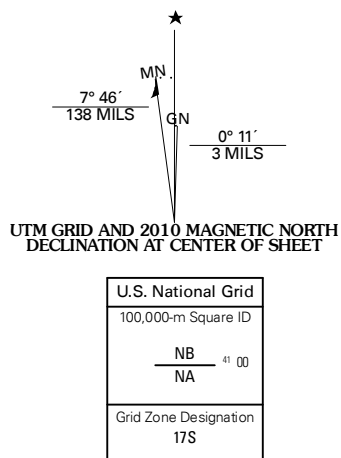 MN
7° 46´
138 MILS
GN
0° 11´
3 MILS
UTM GRID AND 2010 MAGNETIC NORTH
DECLINATION AT CENTER OF SHEET
U.S. National Grid
100,000-m Square ID
NB
41 00
NA
Grid Zone Designation
17S